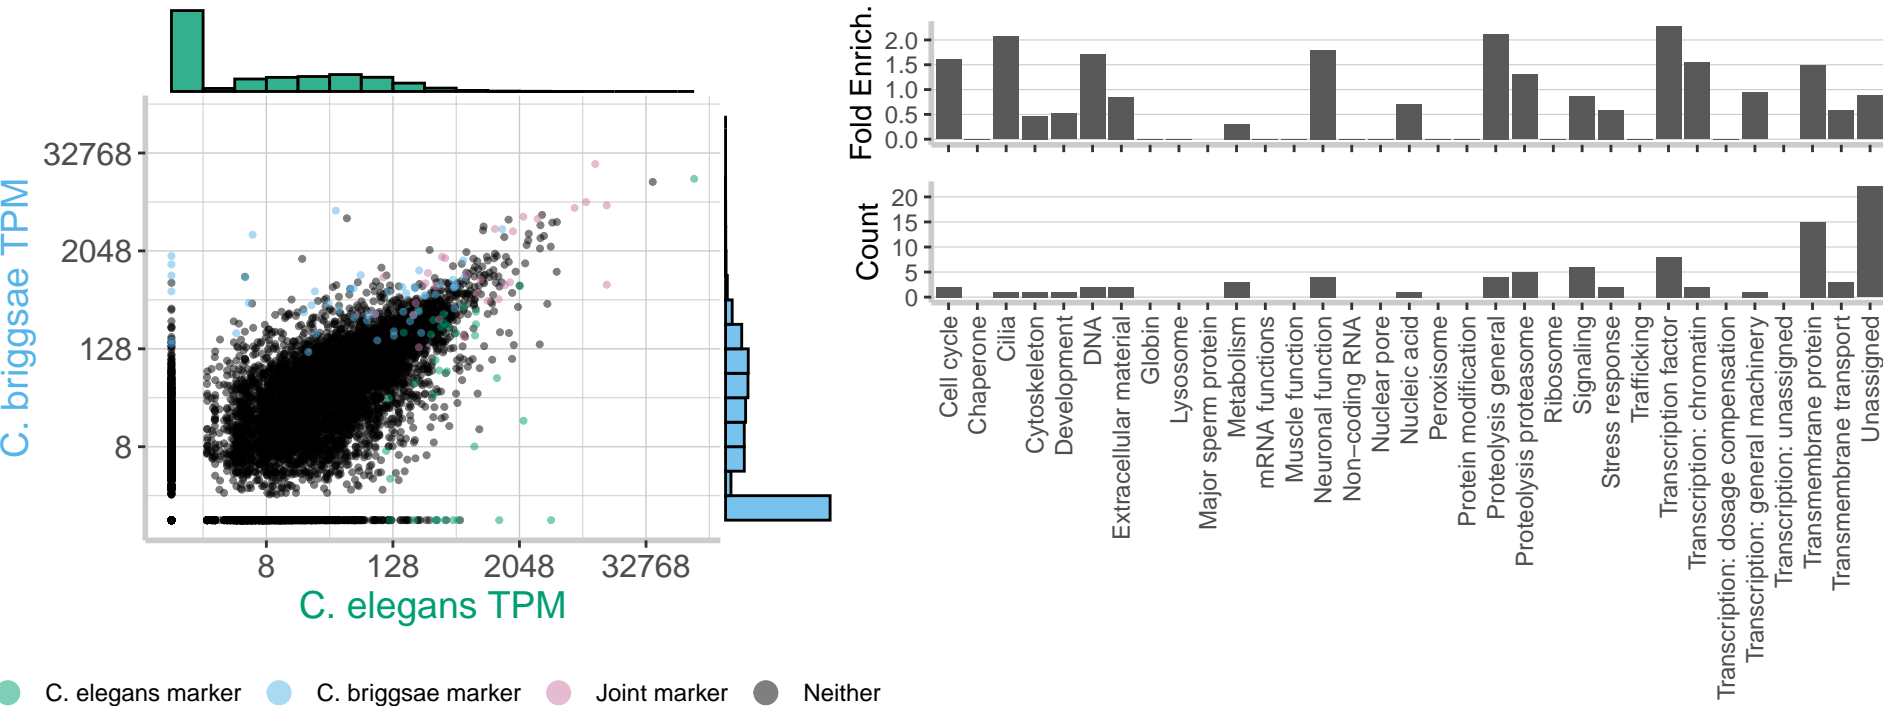 32768
2048
128
8
C. briggsae TPM
8
128
2048
32768
C. elegans TPM
C. elegans marker
C. briggsae marker
Joint marker
Neither
Fold Enrich.
2.0
1.5
1.0
0.5
0.0
Count
20
15
10
5
0
Cell cycle
Chaperone
Cilia
Cytoskeleton
Development
DNA
Extracellular material
Globin
Lysosome
Major sperm protein
Metabolism
mRNA functions
Muscle function
Neuronal function
Non−coding RNA
Nuclear pore
Nucleic acid
Peroxisome
Protein modification
Proteolysis general
Proteolysis proteasome
Ribosome
Signaling
Stress response
Trafficking
Transcription factor
Transcription: chromatin
Transcription: dosage compensation
Transcription: general machinery
Transcription: unassigned
Transmembrane protein
Transmembrane transport
Unassigned